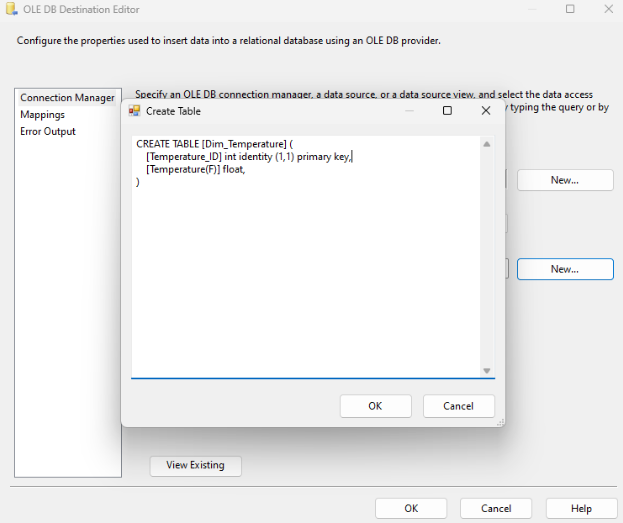 OLE DB Destination Editor
Configure the properties used to insert data into a relational database using an OLE DB provider.
Connection Manager
Mappings
Error Output
Specify an OLE DB connection manager, a data source, or a data source view, and select the data access
typing the query or by
Create Table
CREATE TABLE [Dim_Temperature] (
[Temperature_ID] int identity (1,1) primary key,
[Temperature(F)] float,
)
New...
New...
OK
Cancel
View Existing
OK
Cancel
Help